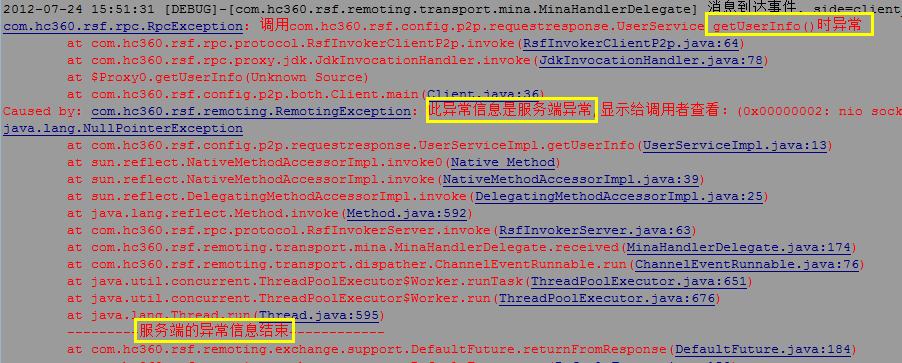 2012-07-24 15:51:31 [DEBUG]-[com.hc360.rsf.remoting.transport.mina.MinaHandlerDelegate] 消息到达事件. side=client
com.hc360.rsf.rpc.RpcException: 调用com.hc360.rsf.config.p2p.requestresponse.UserService getUserInfo()时异常
at com.hc360.rsf.rpc.protocol.RsfInvokerClientP2p.invoke(RsfInvokerClientP2p.java:64)
at com.hc360.rsf.rpc.proxy.jdk.JdkInvocationHandler.invoke(JdkInvocationHandler.java:78)
at $Proxy0.getUserInfo(Unknown Source)
at com.hc360.rsf.config.p2p.both.Client.main(Client.java:36)
Caused by: com.hc360.rsf.remoting.RemotingException: 此异常信息是服务端异常,显示给调用者查看：(0x00000002: nio sock
java.lang.NullPointerException
at com.hc360.rsf.config.p2p.requestresponse.UserServiceImpl.getUserInfo(UserServiceImpl.java:13)
at sun.reflect.NativeMethodAccessorImpl.invoke0(Native Method)
at sun.reflect.NativeMethodAccessorImpl.invoke(NativeMethodAccessorImpl.java:39)
at sun.reflect.DelegatingMethodAccessorImpl.invoke(DelegatingMethodAccessorImpl.java:25)
at java.lang.reflect.Method.invoke(Method.java:592)
at com.hc360.rsf.rpc.protocol.RsfInvokerServer.invoke(RsfInvokerServer.java:63)
at com.hc360.rsf.remoting.transport.mina.MinaHandlerDelegate.received(MinaHandlerDelegate.java:174)
at com.hc360.rsf.remoting.transport.dispather.ChannelEventRunnable.run(ChannelEventRunnable.java:76)
at java.util.concurrent.ThreadPoolExecutor$Worker.runTask(ThreadPoolExecutor.java:651)
at java.util.concurrent.ThreadPoolExecutor$Worker.run(ThreadPoolExecutor.java:676)
at java.lang.Thread.run(Thread.java:595)
---------服务端的异常信息结束------------
at com.hc360.rsf.remoting.exchange.support.DefaultFuture.returnFromResponse(DefaultFuture.java:184)